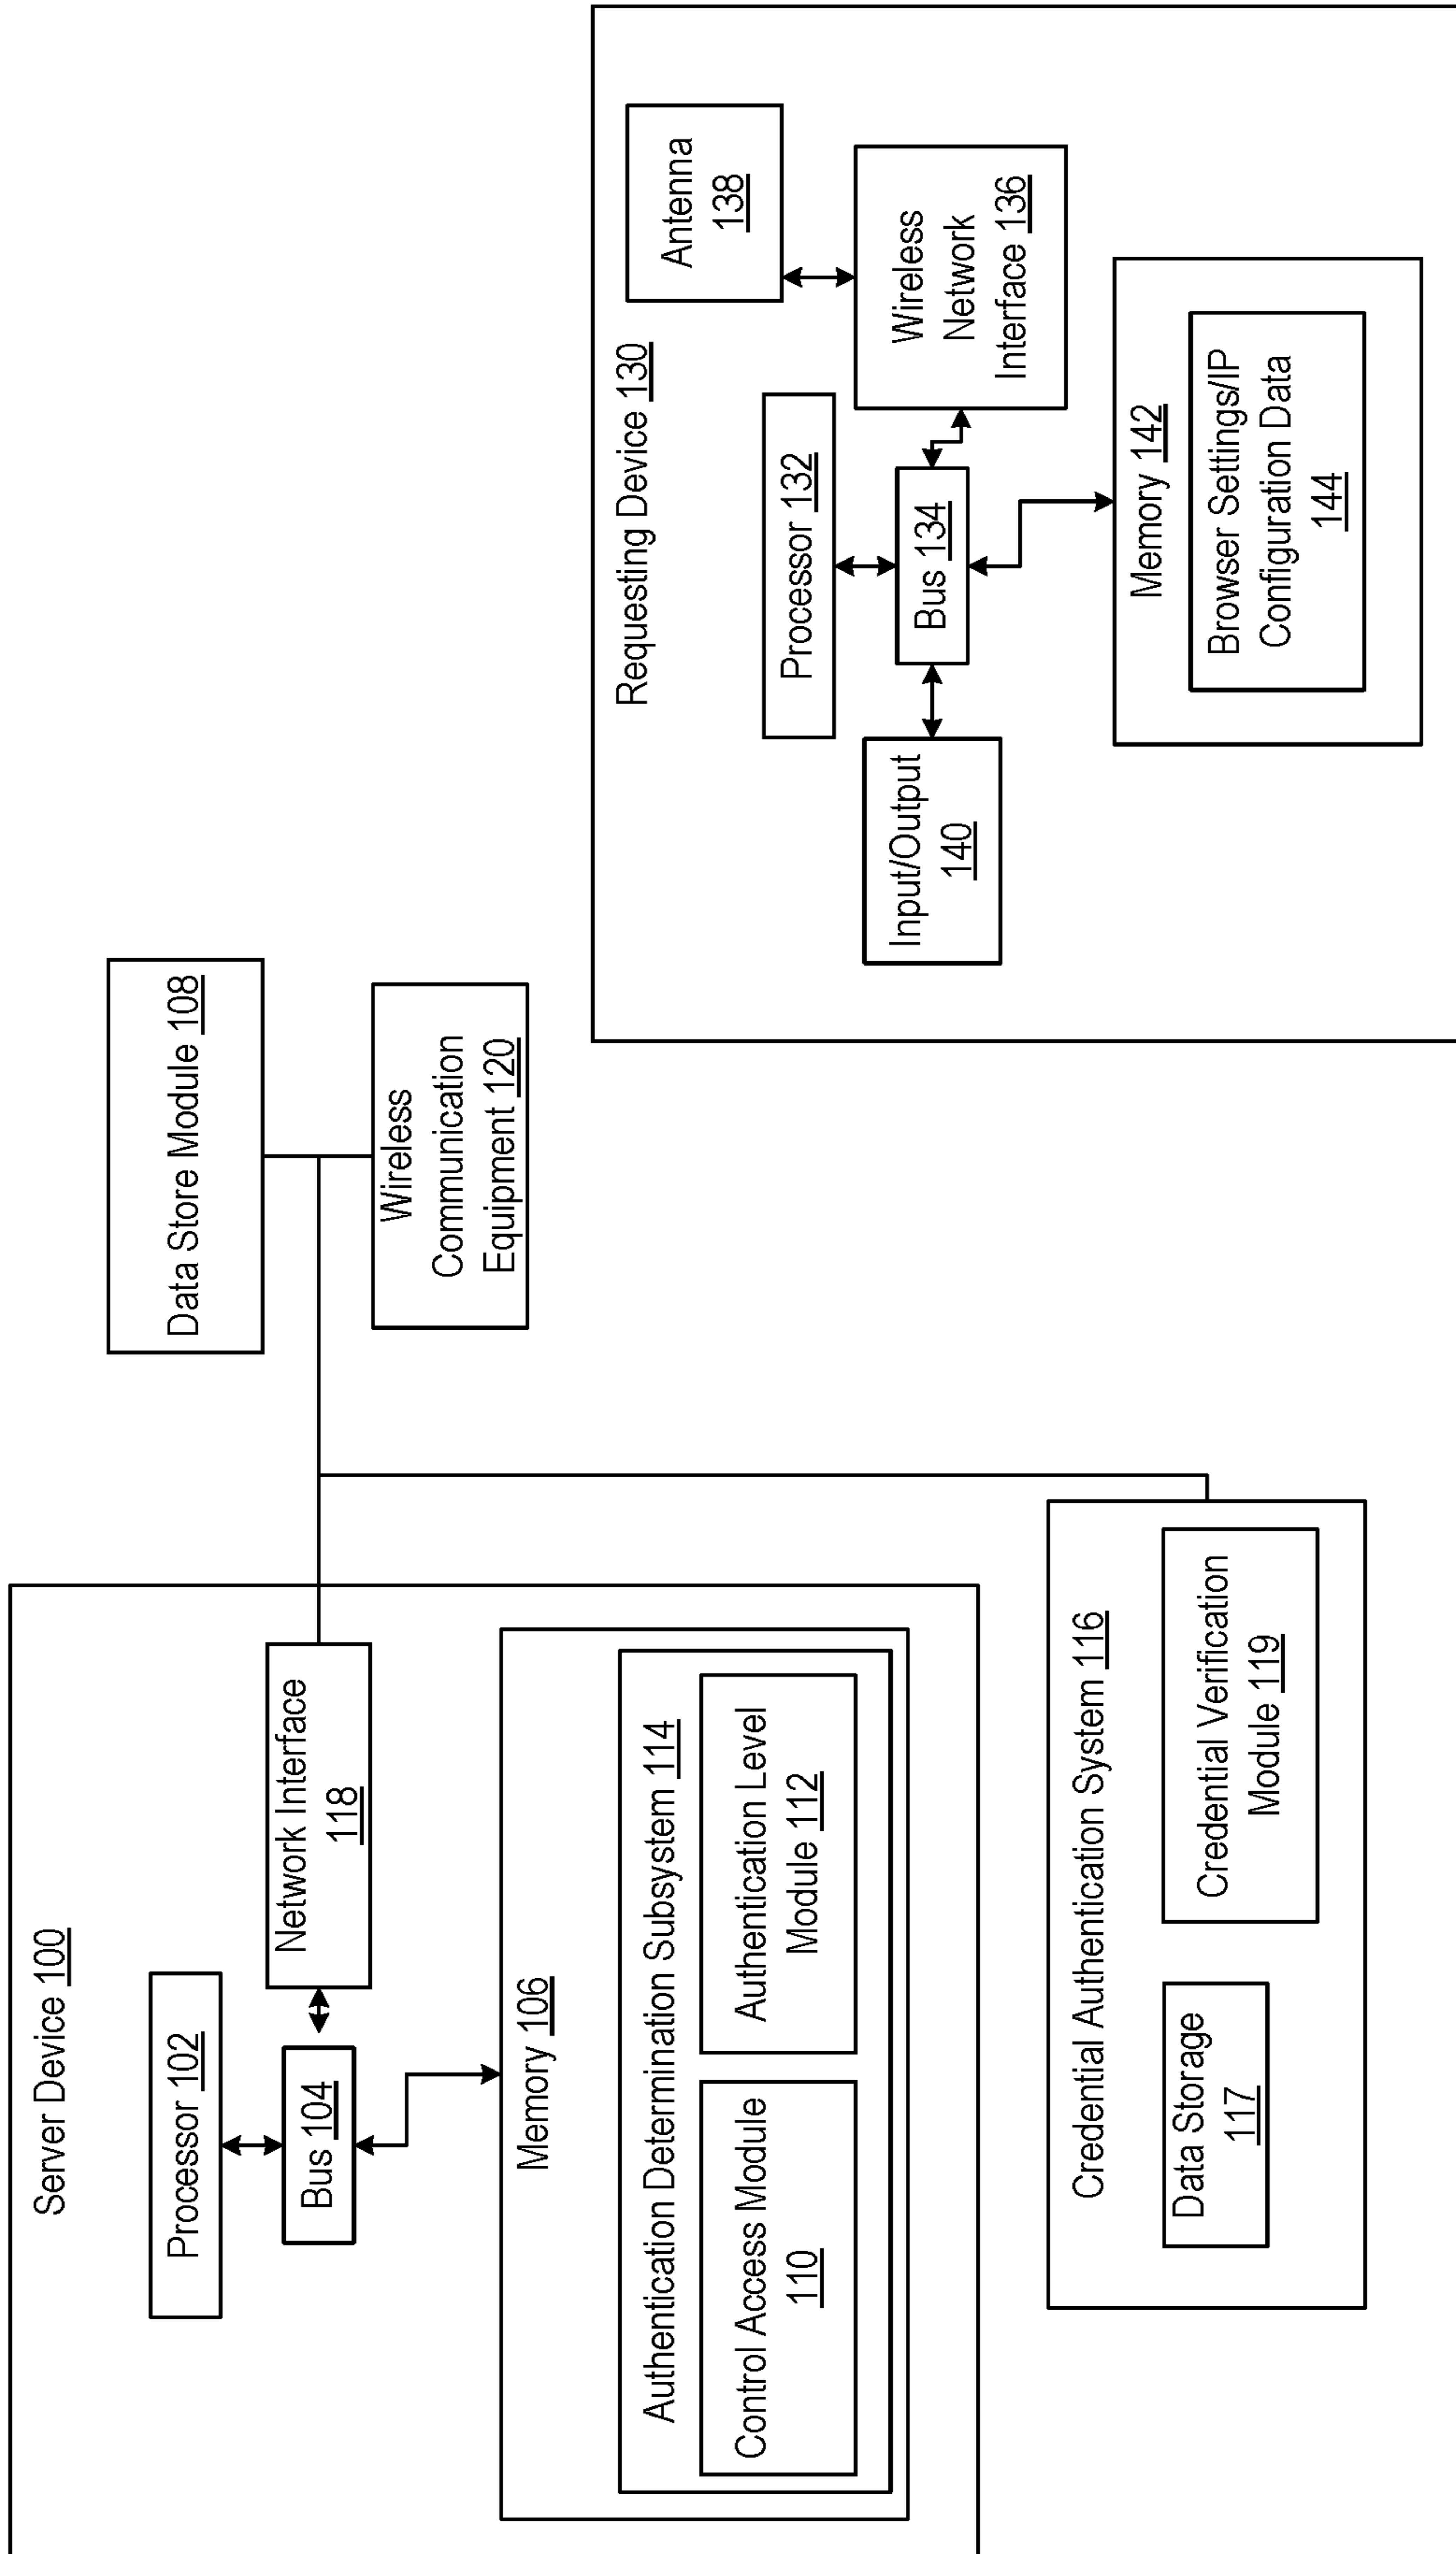 Server Device 100
Processor 102
Bus 104
Network Interface
118
Memory 106
Authentication Determination Subsystem 114
Control Access Module
110
Authentication Level
Module 112
Credential Authentication System 116
Data Storage
117
Credential Verification
Module 119
Data Store Module 108
Wireless
Communication
Equipment 120
Requesting Device 130
Antenna
138
Processor 132
Bus 134
Wireless
Network
Interface 136
Input/Output
140
Memory 142
Browser Settings/IP
Configuration Data
144